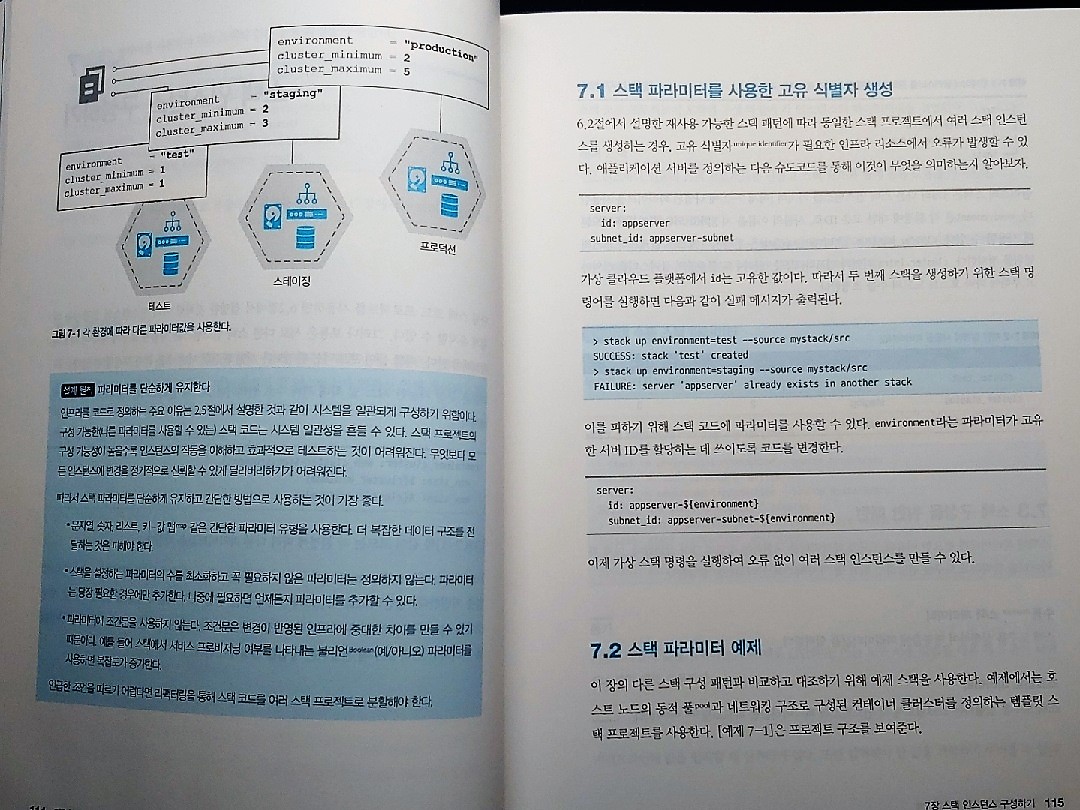 environment = "production"
cluster_minimum = 2
cluster_maximum = 5
environment = "staging"
cluster_minimum = 2
cluster_maximum = 3
environment = "test"
cluster_minimum = 1
cluster_maximum = 1
프로덕션
스테이징
테스트
그림 7-1 각 환경에 따라 다른 파라미터값을 사용한다.
설계 원칙 파라미터를 단순하게 유지한다
인프라를 코드로 정의하는 주요 이유는 2.5절에서 설명한 것과 같이 시스템을 일관되게 구성하기 위함이다.
구성 가능한(다른 파라미터를 사용할 수 있는) 스택 코드는 시스템 일관성을 흔들 수 있다. 스택 프로젝트의
구성 가능성이 높을수록 인스턴스의 작동을 이해하고 효과적으로 테스트하는 것이 어려워진다. 무엇보다 모
든 인스턴스에 변경을 정기적으로 신뢰할 수 있게 딜리버리하기가 어려워진다.
따라서 스택 파라미터를 단순하게 유지하고 간단한 방법으로 사용하는 것이 가장 좋다.
• 문자열, 숫자, 리스트, 키-값 맵map 같은 간단한 파라미터 유형을 사용한다. 더 복잡한 데이터 구조를 전
달하는 것은 피해야 한다.
• 스택을 설정하는 파라미터의 수를 최소화하고 꼭 필요하지 않은 파라미터는 정의하지 않는다. 파라미터
는 당장 필요한 경우에만 추가한다. 나중에 필요하면 언제든지 파라미터를 추가할 수 있다.
• 파라미터에 조건문을 사용하지 않는다. 조건문은 변경이 반영된 인프라에 중대한 차이를 만들 수 있기
때문이다. 예를 들어 스택에서 서비스 프로비저닝 여부를 나타내는 불리언Boolean(예/아니오) 파라미터를
사용하면 복잡도가 증가한다.
언급한 조언을 따르기 어렵다면 리팩터링을 통해 스택 코드를 여러 스택 프로젝트로 분할해야 한다.
7.1 스택 파라미터를 사용한 고유 식별자 생성
6.2절에서 설명한 재사용 가능한 스택 패턴에 따라 동일한 스택 프로젝트에서 여러 스택 인스턴
스를 생성하는 경우, 고유 식별자unique identifier가 필요한 인프라 리소스에서 오류가 발생할 수 있
다. 애플리케이션 서버를 정의하는 다음 슈도코드를 통해 이것이 무엇을 의미하는지 알아보자.
server:
id: appserver
subnet_id: appserver-subnet
가상 클라우드 플랫폼에서 id는 고유한 값이다. 따라서 두 번째 스택을 생성하기 위한 스택 명
령어를 실행하면 다음과 같이 실패 메시지가 출력된다.
> stack up environment=test --source mystack/src
SUCCESS: stack 'test' created
> stack up environment=staging --source mystack/src
FAILURE: server 'appserver' already exists in another stack
이를 피하기 위해 스택 코드에 파라미터를 사용할 수 있다. environment라는 파라미터가 고유
한 서버 ID를 할당하는 데 쓰이도록 코드를 변경한다.
server:
id: appserver-${environment}
subnet_id: appserver-subnet-${environment}
이제 가상 스택 명령을 실행하여 오류 없이 여러 스택 인스턴스를 만들 수 있다.
7.2 스택 파라미터 예제
이 장의 다른 스택 구성 패턴과 비교하고 대조하기 위해 예제 스택을 사용한다. 예제에서는 호
스트 노드의 동적 풀pool과 네트워킹 구조로 구성된 컨테이너 클러스터를 정의하는 템플릿 스
택 프로젝트를 사용한다. [예제 7-1]은 프로젝트 구조를 보여준다.
7장 스택 인스턴스 구성하기 115